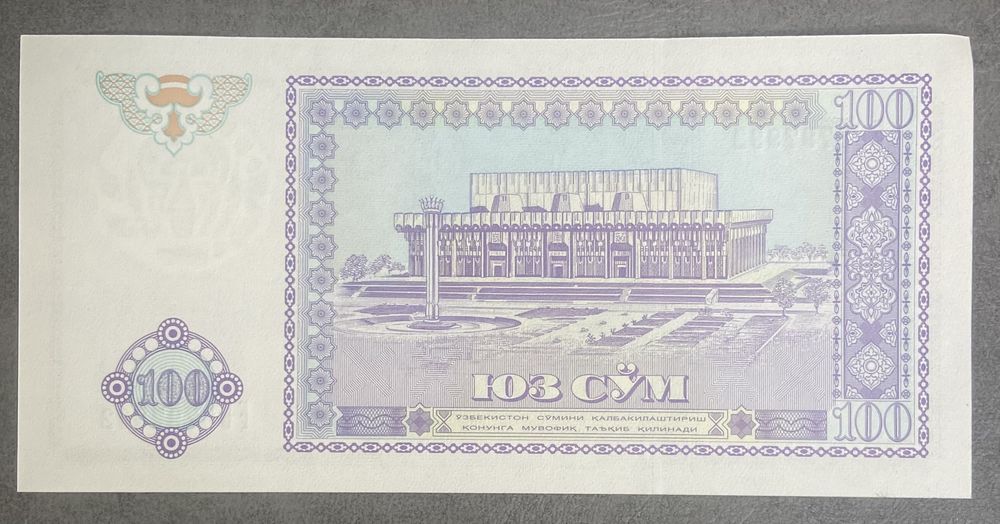 100
100
ЮЗ СЎМ
ЎЗБЕКИСТОН СЎМИНИ ҚАЛБАКИЛАШТИРИШ
ҚОНУНГА МУВОФИҚ ТАЪҚИБ ҚИЛИНАДИ
100